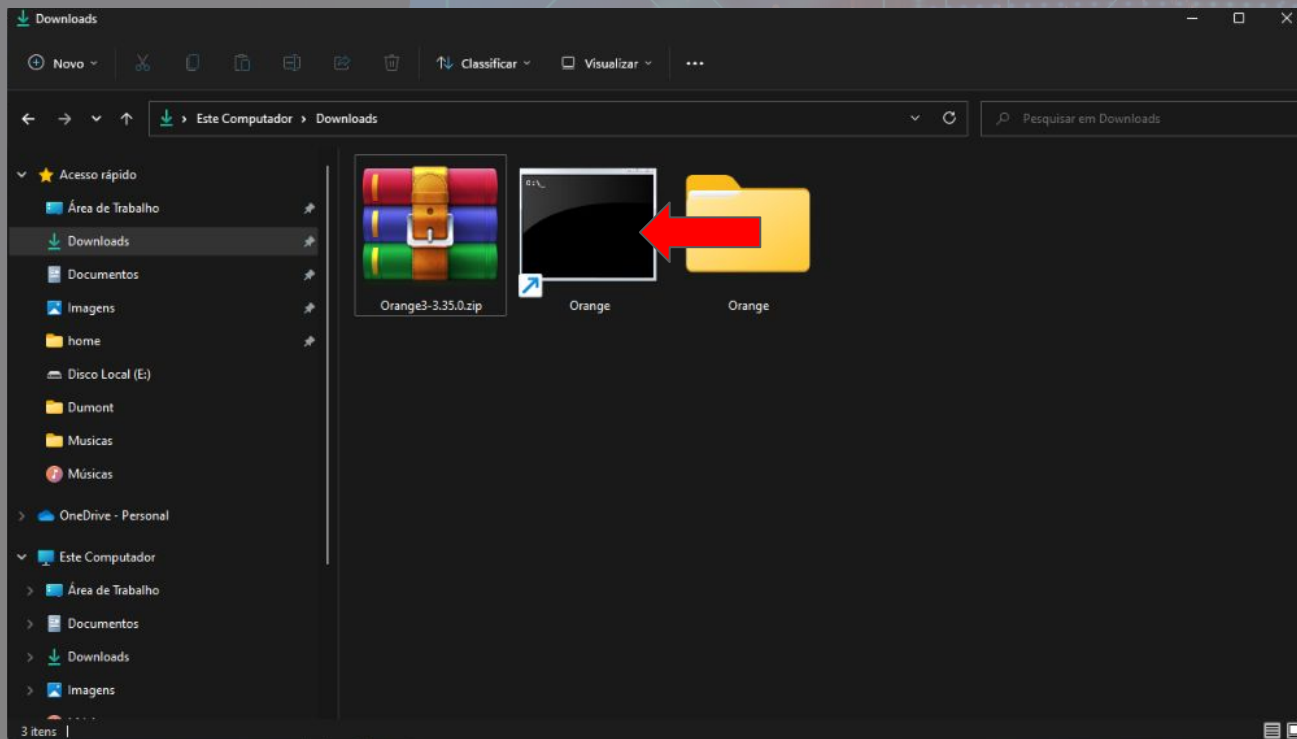 Downloads
Novo
Classificar
Visualizar
Este Computador > Downloads
Pesquisar em Downloads
Acesso rápido
Área de Trabalho
Downloads
Documentos
Imagens
home
Disco Local (E:)
Dumont
Musicas
Músicas
OneDrive - Personal
Este Computador
Área de Trabalho
Documentos
Downloads
Imagens
C:\_
Orange3-3.35.0.zip
Orange
Orange
3 itens